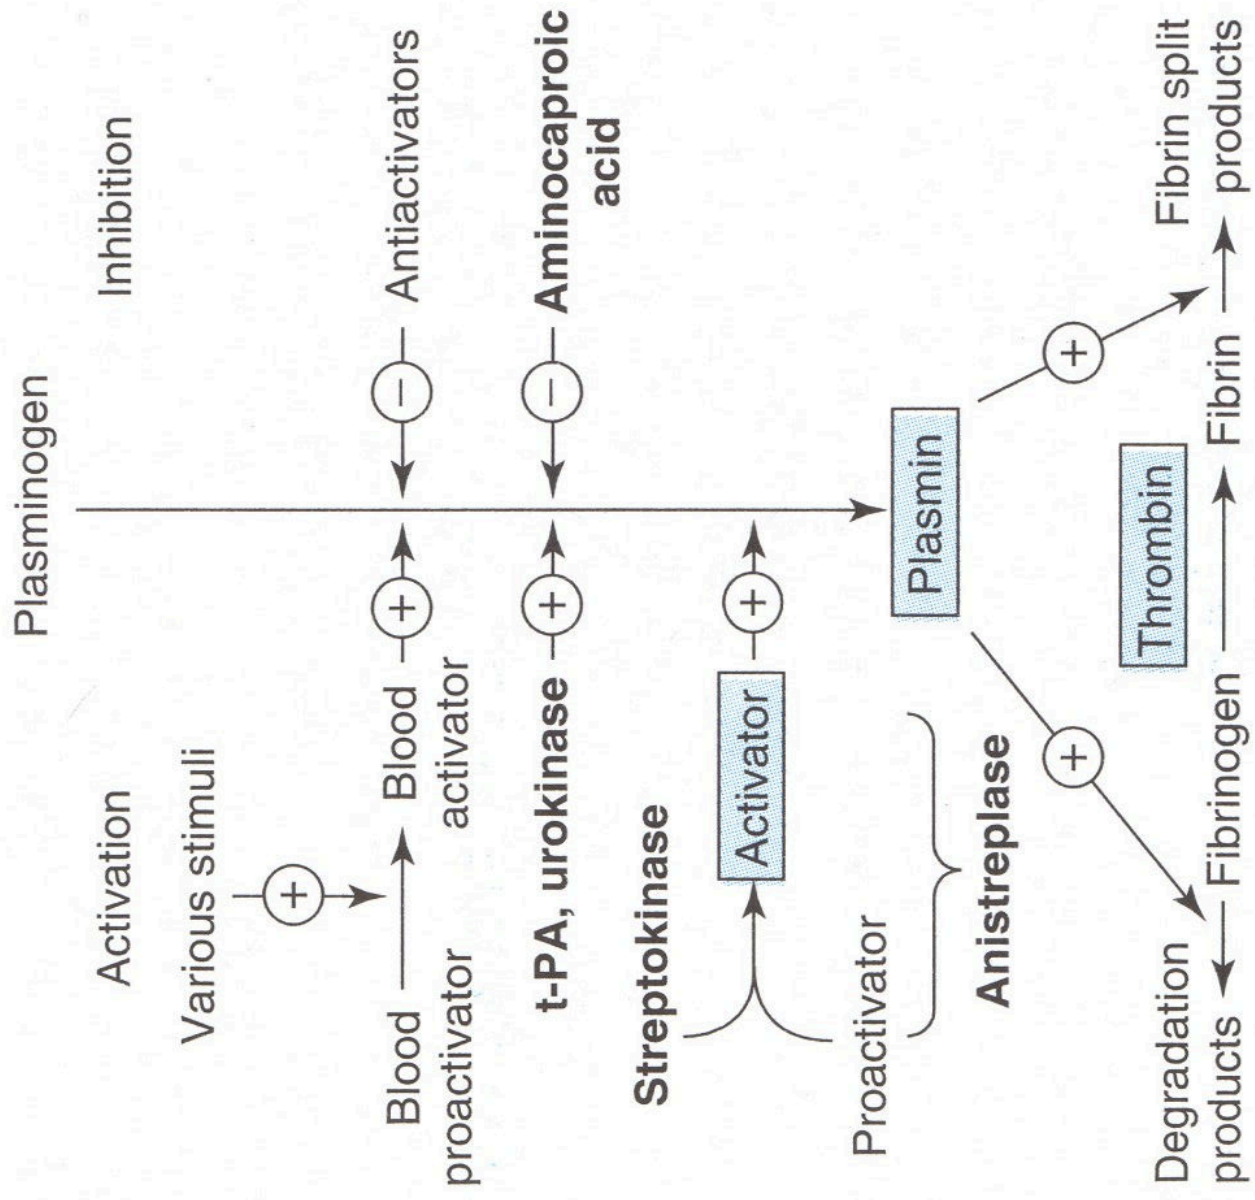 Plasminogen
Activation
Inhibition
Various stimuli
+
Blood
proactivator
Blood
activator
+
−
Antiactivators
t-PA, urokinase
+
−
Aminocaproic
acid
Streptokinase
Activator
+
Proactivator
Anistreplase
Plasmin
+
+
Thrombin
Degradation
products
Fibrinogen
Fibrin
Fibrin split
products